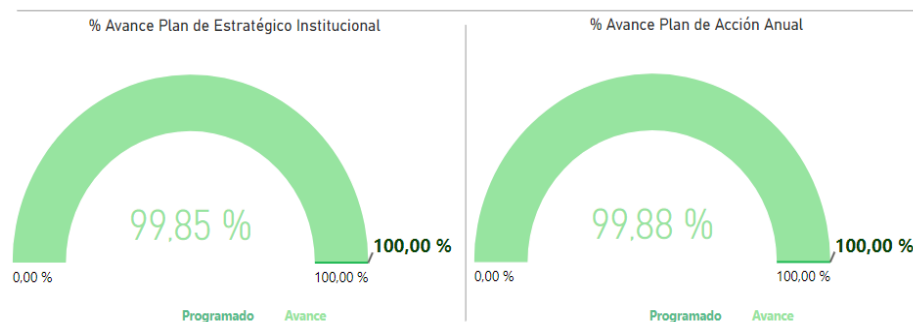 % Avance Plan de Estratégico Institucional
99,85 %
100,00 %
0,00 %
100,00 %
Programado Avance
% Avance Plan de Acción Anual
99,88 %
100,00 %
0,00 %
100,00 %
Programado Avance